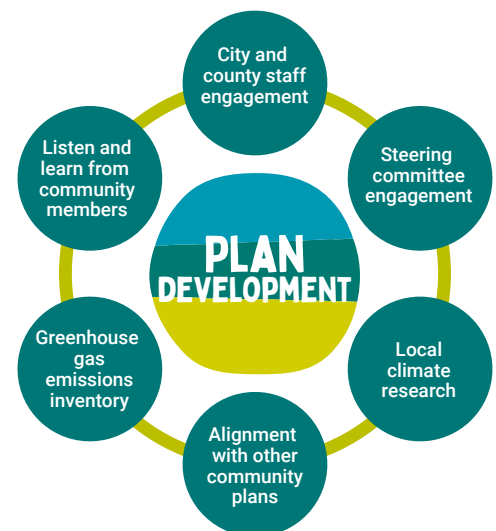 City and
county staff
engagement
Steering
committee
engagement
Local
climate
research
Alignment
with other
community
plans
Greenhouse
gas
emissions
inventory
Listen and
learn from
community
members
PLAN
DEVELOPMENT